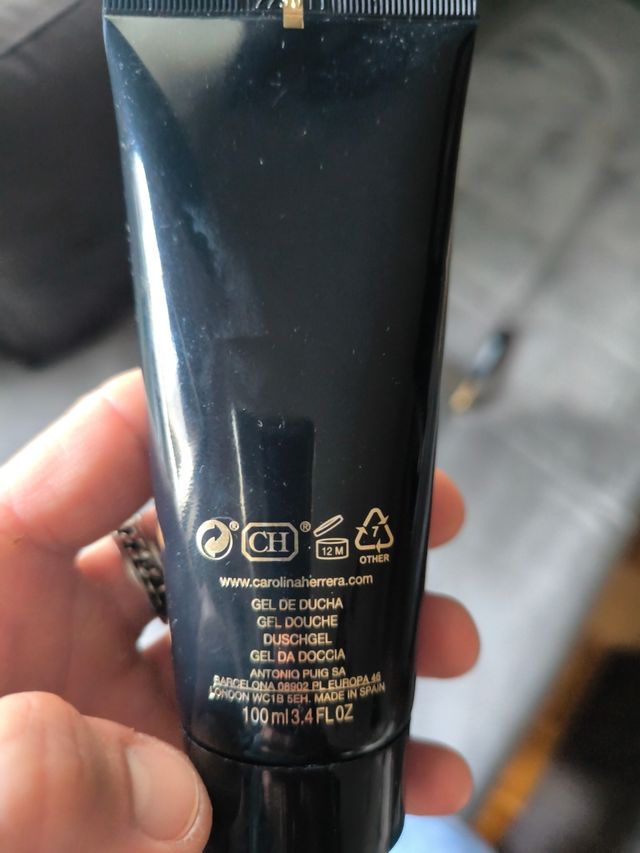 ® CH ® 12 M 7
OTHER
www.carolinaherrera.com
GEL DE DUCHA
GEL DOUCHE
DUSCHGEL
GEL DA DOCCIA
ANTONIO PUIG SA
BARCELONA 08902 PL EUROPA 46
LONDON WC1B 5EH. MADE IN SPAIN
100 ml 3.4 FL OZ